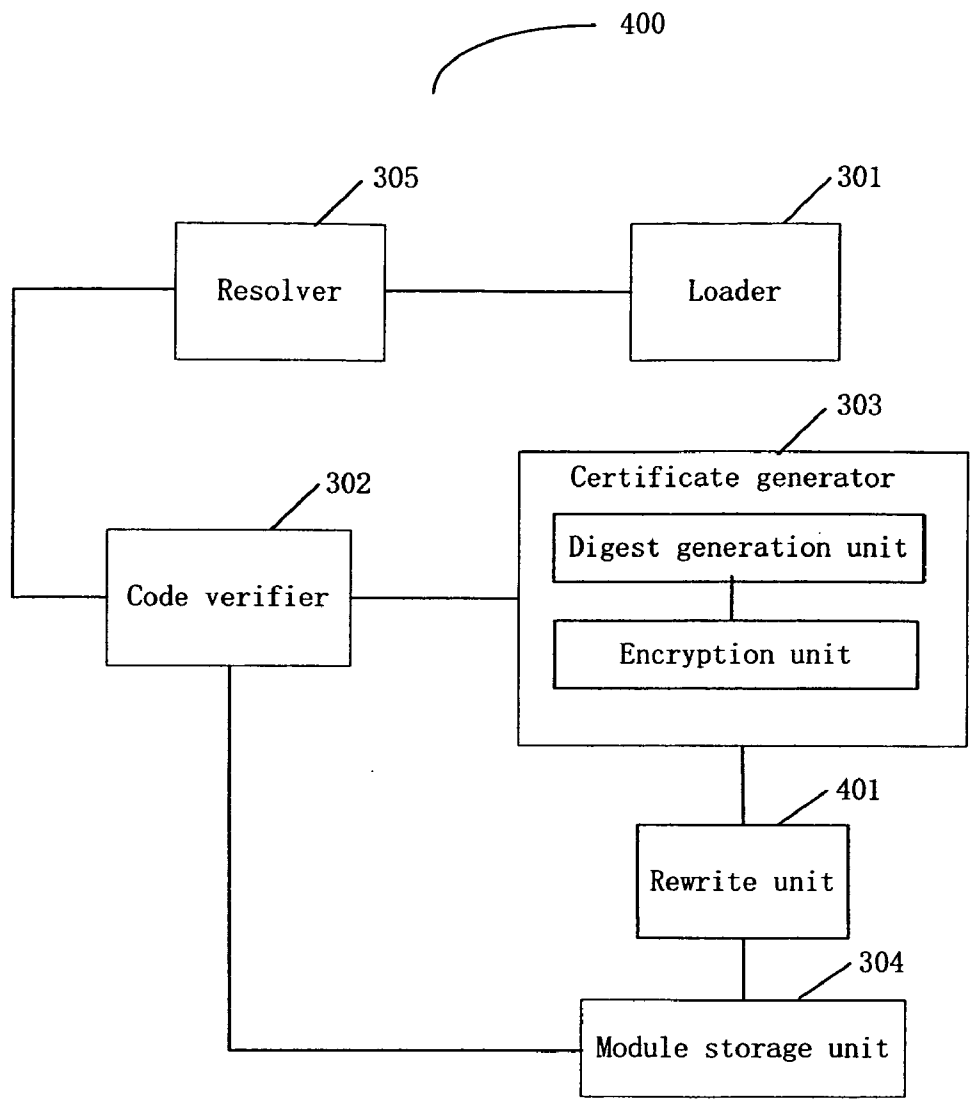 400
305
301
Resolver
Loader
303
302
Certificate generator
Digest generation unit
Code verifier
Encryption unit
401
Rewrite unit
304
Module storage unit